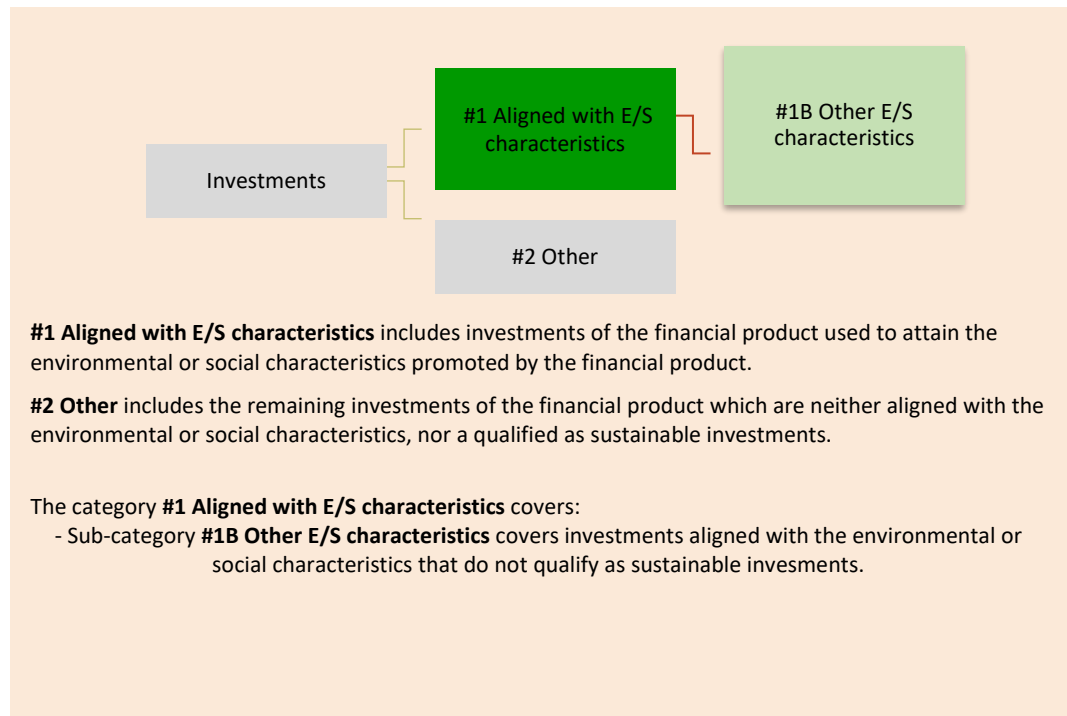 #1 Aligned with E/S
characteristics
#1B Other E/S
characteristics
Investments
#2 Other
#1 Aligned with E/S characteristics includes investments of the financial product used to attain the
environmental or social characteristics promoted by the financial product.
#2 Other includes the remaining investments of the financial product which are neither aligned with the
environmental or social characteristics, nor a qualified as sustainable investments.
The category #1 Aligned with E/S characteristics covers:
- Sub-category #1B Other E/S characteristics covers investments aligned with the environmental or
social characteristics that do not qualify as sustainable invesments.